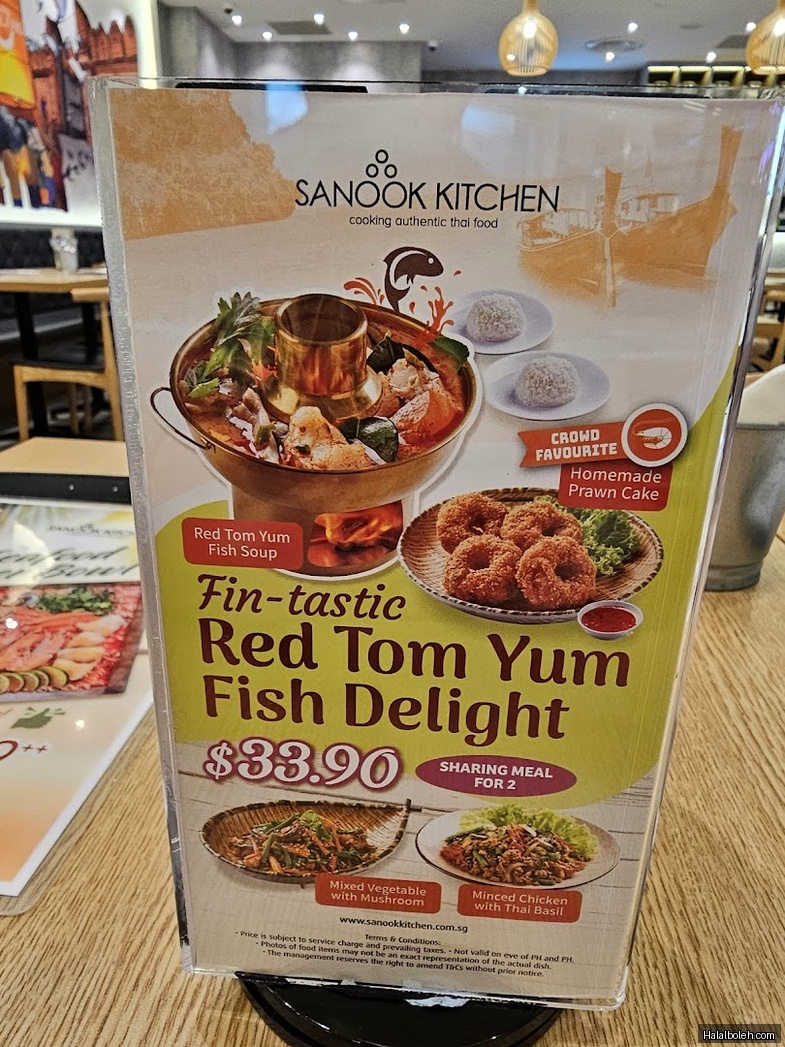 SANOOK KITCHEN
cooking authentic thai food
CROWD
FAVOURITE
Homemade
Prawn Cake
Red Tom Yum
Fish Soup
Fin-tastic
Red Tom Yum
Fish Delight
$33.90
SHARING MEAL
FOR 2
Mixed Vegetable
with Mushroom
Minced Chicken
with Thai Basil
www.sanookkitchen.com.sg
Terms & Conditions:
• Price is subject to service charge and prevailing taxes. • Not valid on eve of PH and PH.
• Photos of food items may not be an exact representation of the actual dish.
• The management reserves the right to amend T&Cs without prior notice.
Halalboleh.com